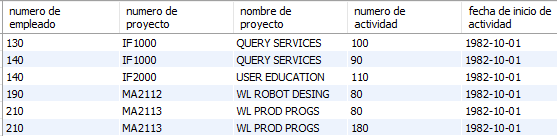 numero de empleado numero de proyecto nombre de proyecto numero de actividad fecha de inicio de actividad
130 IF1000 QUERY SERVICES 100 1982-10-01
140 IF1000 QUERY SERVICES 90 1982-10-01
140 IF2000 USER EDUCATION 110 1982-10-01
190 MA2112 WL ROBOT DESING 80 1982-10-01
210 MA2113 WL PROD PROGS 80 1982-10-01
210 MA2113 WL PROD PROGS 180 1982-10-01